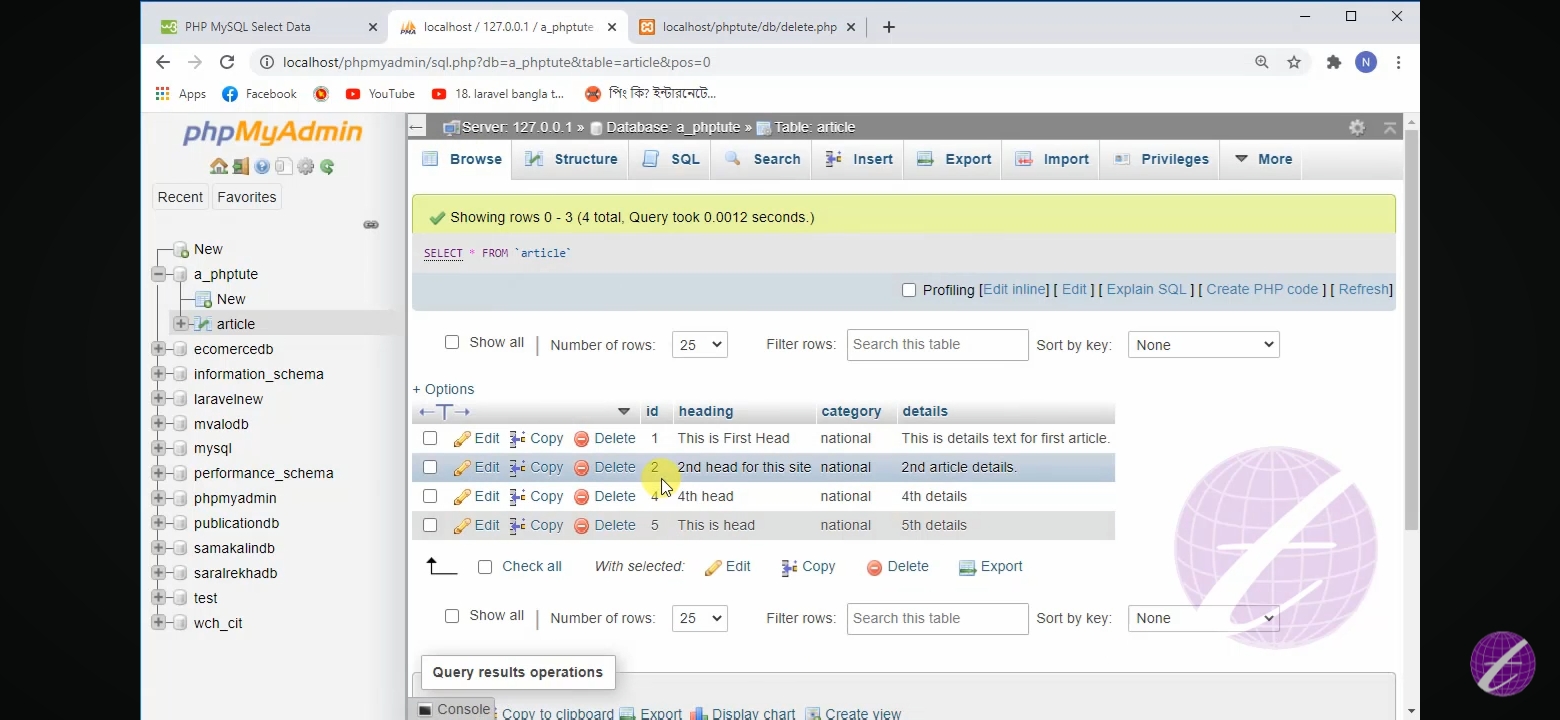 PHP MySQL Select Data
localhost / 127.0.0.1 / a_phptute
localhost/phptute/db/delete.php
localhost/phpmyadmin/sql.php?db=a_phptute&table=article&pos=0
N
Apps Facebook YouTube 18. laravel bangla t... পিং কি? ইন্টারনেটে...
phpMyAdmin
Recent Favorites
New
a_phptute
New
article
ecomercedb
information_schema
laravelnew
mvalodb
mysql
performance_schema
phpmyadmin
publicationdb
samakalindb
saralrekhadb
test
wch_cit
Server: 127.0.0.1 » Database: a_phptute » Table: article
Browse Structure SQL Search Insert Export Import Privileges More
Showing rows 0 - 3 (4 total, Query took 0.0012 seconds.)
SELECT * FROM `article`
Profiling [Edit inline] [ Edit ] [ Explain SQL ] [ Create PHP code ] [ Refresh]
Show all | Number of rows: 25 Filter rows: Search this table Sort by key: None
+ Options
←T→ id heading category details
Edit Copy Delete 1 This is First Head national This is details text for first article.
Edit Copy Delete 2 2nd head for this site national 2nd article details.
Edit Copy Delete 4 4th head national 4th details
Edit Copy Delete 5 This is head national 5th details
Check all With selected: Edit Copy Delete Export
Show all | Number of rows: 25 Filter rows: Search this table Sort by key: None
Query results operations
Console Copy to clipboard Export Display chart Create view